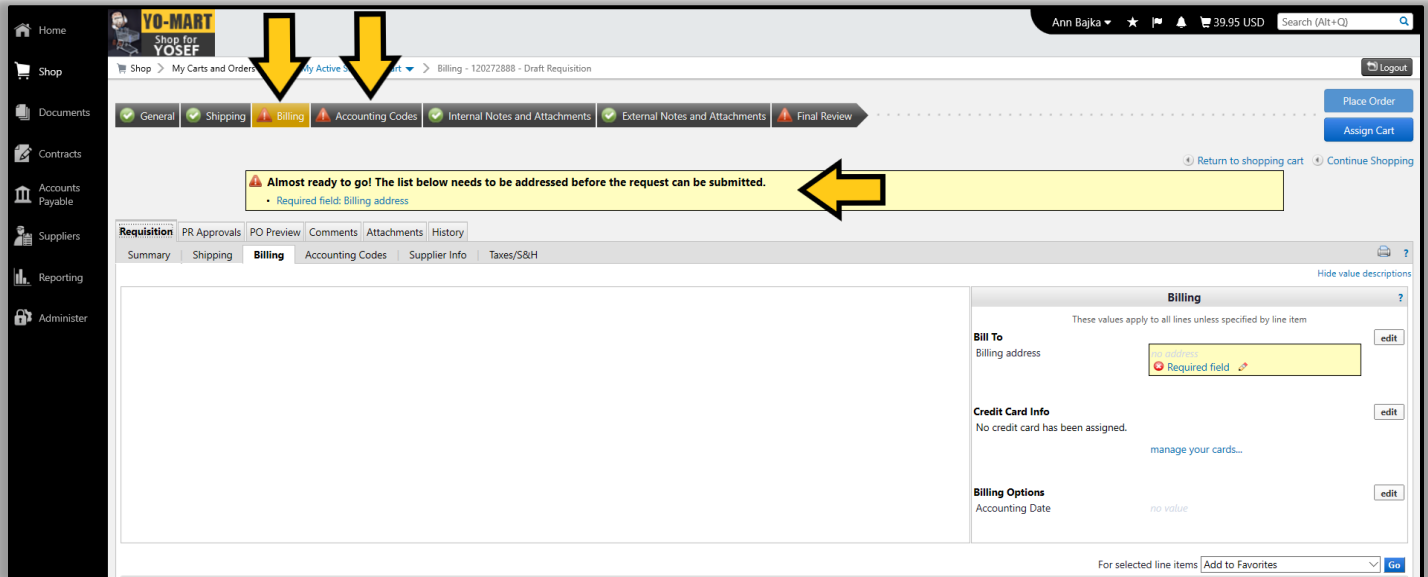 YO-MART
Shop for
YOSEF
Ann Bajka
39.95 USD
Search (Alt+Q)
Home
Shop
Documents
Contracts
Accounts
Payable
Suppliers
Reporting
Administer
Shop > My Carts and Orders My Active > Billing - 120272888 - Draft Requisition
Logout
General
Shipping
Billing
Accounting Codes
Internal Notes and Attachments
External Notes and Attachments
Final Review
Place Order
Assign Cart
Return to shopping cart
Continue Shopping
Almost ready to go! The list below needs to be addressed before the request can be submitted.
• Required field: Billing address
Requisition PR Approvals PO Preview Comments Attachments History
Summary | Shipping Billing Accounting Codes | Supplier Info | Taxes/S&H
?
Hide value descriptions
Billing
?
These values apply to all lines unless specified by line item
Bill To
edit
Billing address
no address
Required field
Credit Card Info
edit
No credit card has been assigned.
manage your cards...
Billing Options
edit
Accounting Date
no value
For selected line items Add to Favorites Go